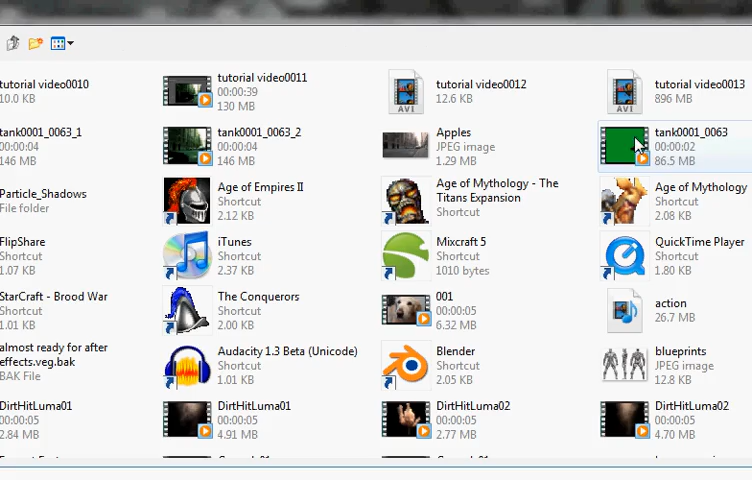 tutorial video0010
10.0 KB
tutorial video0011
00:00:39
130 MB
tutorial video0012
12.6 KB
AVI
tutorial video0013
896 MB
AVI
tank0001_0063_1
00:00:04
146 MB
tank0001_0063_2
00:00:04
146 MB
Apples
JPEG image
1.29 MB
tank0001_0063
00:00:02
86.5 MB
Particle_Shadows
File folder
Age of Empires II
Shortcut
2.12 KB
Age of Mythology - The
Titans Expansion
Shortcut
Age of Mythology
Shortcut
2.08 KB
FlipShare
Shortcut
1.07 KB
iTunes
Shortcut
2.37 KB
Mixcraft 5
Shortcut
1010 bytes
QuickTime Player
Shortcut
1.80 KB
StarCraft - Brood War
Shortcut
1.01 KB
The Conquerors
Shortcut
2.00 KB
001
00:00:05
6.32 MB
action
26.7 MB
almost ready for after
effects.veg.bak
BAK File
Audacity 1.3 Beta (Unicode)
Shortcut
1.01 KB
Blender
Shortcut
2.05 KB
blueprints
JPEG image
12.8 KB
DirtHitLuma01
00:00:05
2.84 MB
DirtHitLuma01
00:00:05
4.91 MB
DirtHitLuma02
00:00:05
2.77 MB
DirtHitLuma02
00:00:05
4.70 MB